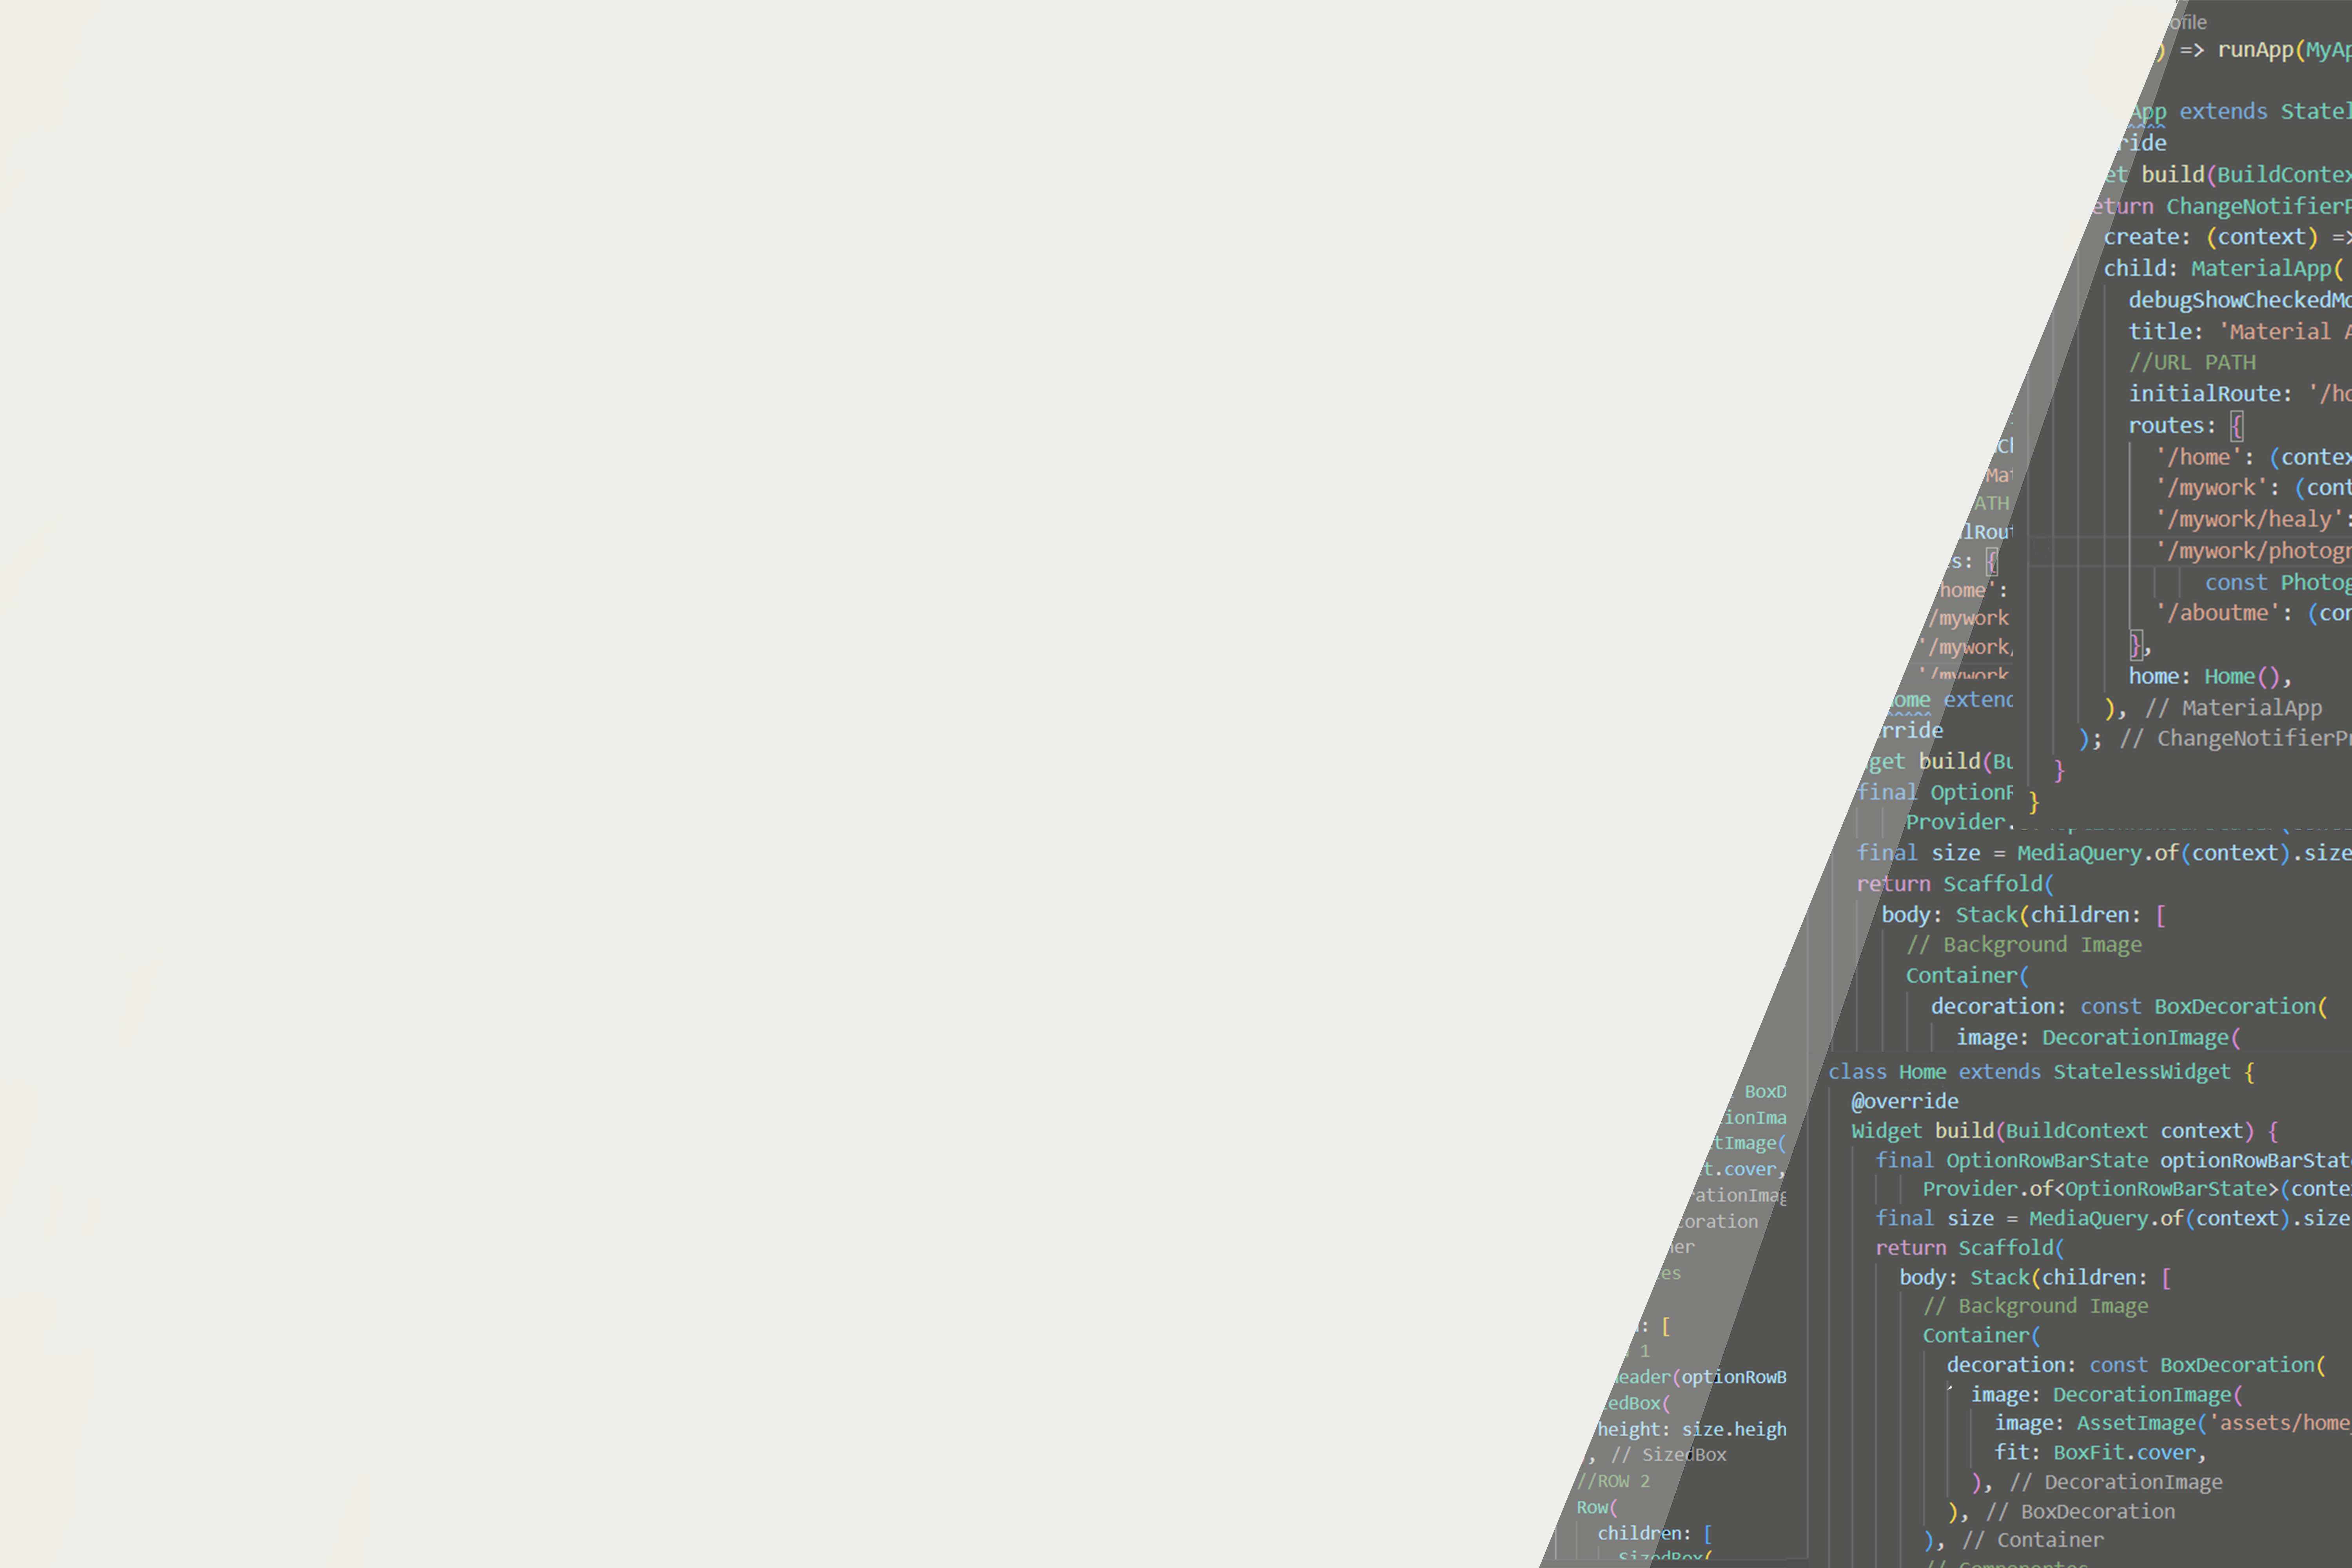 ofile
) => runApp(MyAp
App extends Statel
ride
et build(BuildContex
eturn ChangeNotifierP
create: (context) =>
child: MaterialApp(
debugShowCheckedMo
title: 'Material A
//URL PATH
initialRoute: '/ho
routes: {
'/home': (contex
'/mywork': (cont
'/mywork/healy':
'/mywork/photogr
const Photog
'/aboutme': (con
},
home: Home(),
), // MaterialApp
); // ChangeNotifierPr
}
}
Mat
ATH
lRout
s: {
home':
/mywork
'/mywork/
'/mywork
ome extend
rride
get build(Bu
final OptionR
Provider.
final size = MediaQuery.of(context).size
return Scaffold(
body: Stack(children: [
// Background Image
Container(
decoration: const BoxDecoration(
image: DecorationImage(
class Home extends StatelessWidget {
@override
Widget build(BuildContext context) {
final OptionRowBarState optionRowBarStat
Provider.of<OptionRowBarState>(conte
final size = MediaQuery.of(context).size
return Scaffold(
body: Stack(children: [
// Background Image
Container(
decoration: const BoxDecoration(
image: DecorationImage(
image: AssetImage('assets/home
fit: BoxFit.cover,
), // DecorationImage
), // BoxDecoration
), // Container
// Componentes
BoxD
ionIma
tImage(
t.cover,
rationImag
coration
ner
es
: [
1
eader(optionRowB
zedBox(
height: size.heigh
), // SizedBox
//ROW 2
Row(
children: [
SizedBox(